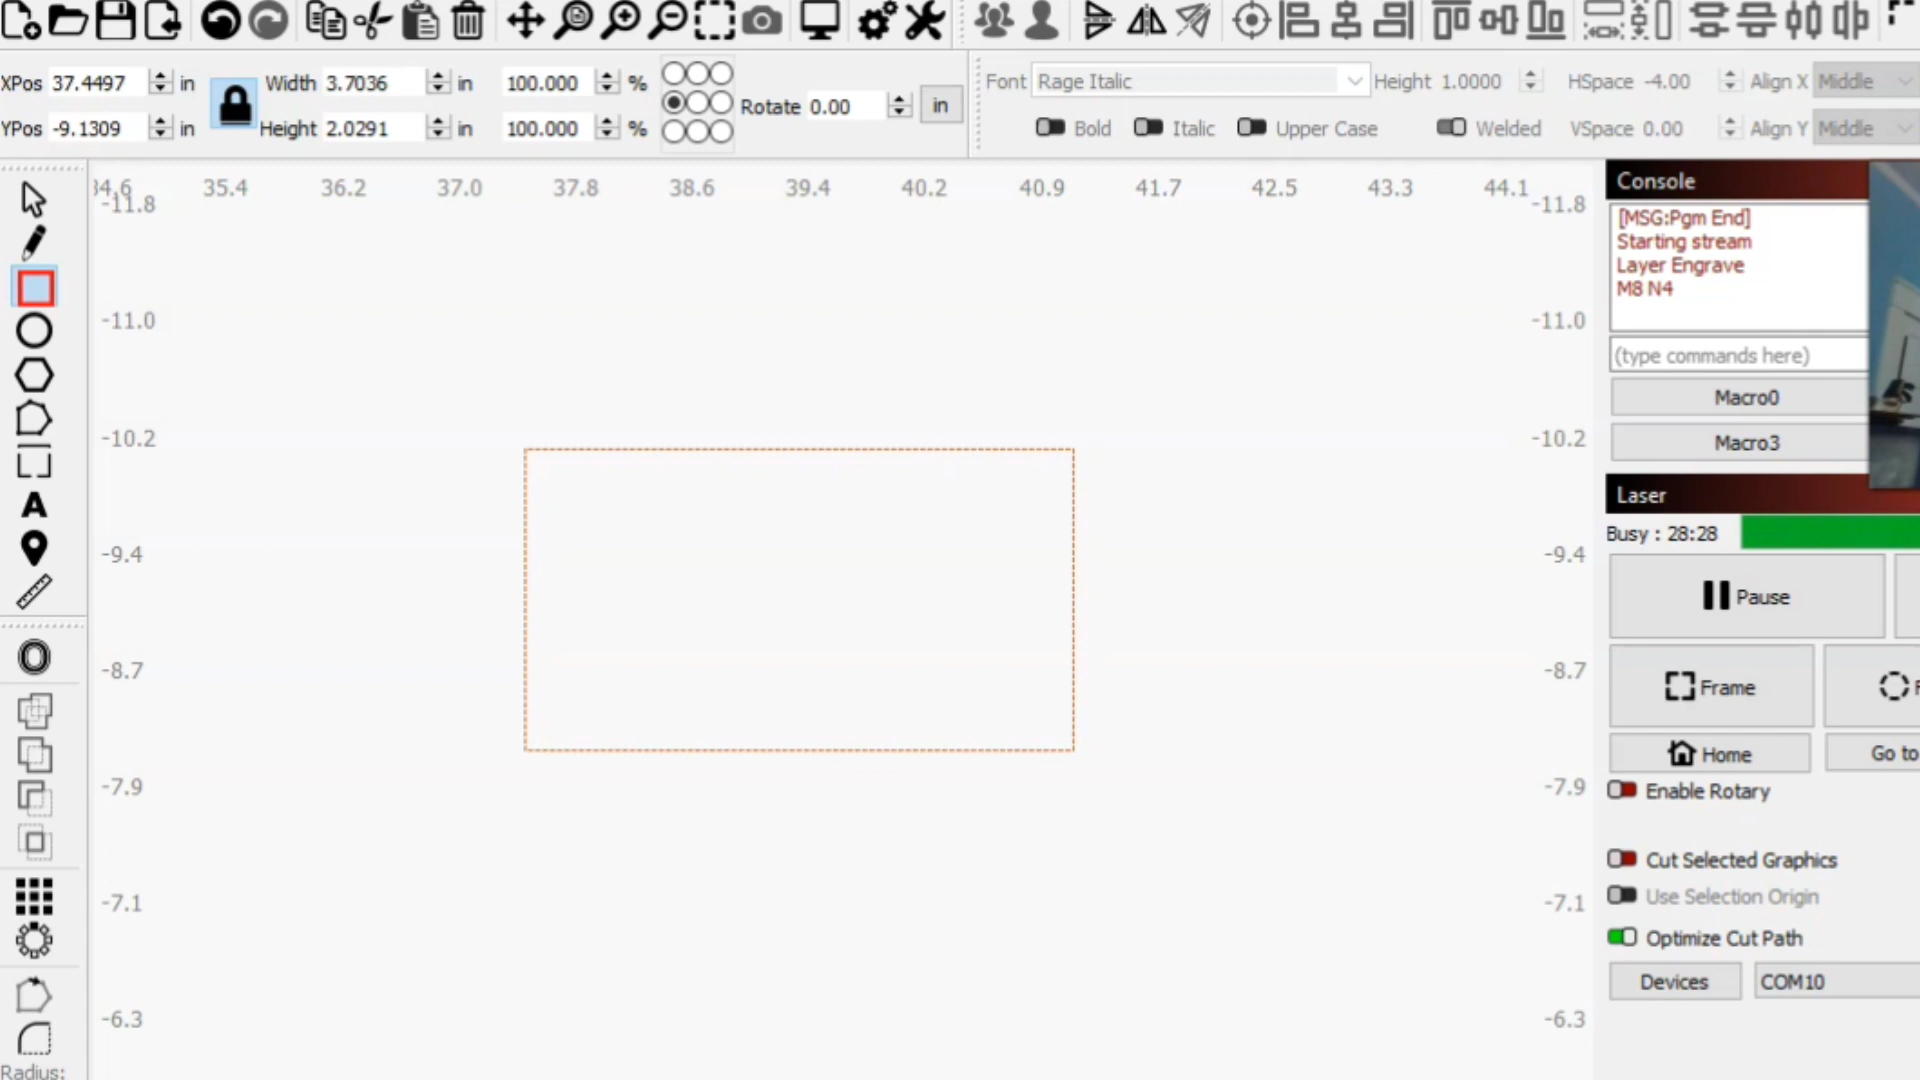 XPos 37.4497 in Width 3.7036 in 100.000 %
YPos -9.1309 in Height 2.0291 in 100.000 %
Rotate 0.00 in
Font Rage Italic Height 1.0000 HSpace -4.00 Align X Middle
Bold Italic Upper Case Welded VSpace 0.00 Align Y Middle
34.6 35.4 36.2 37.0 37.8 38.6 39.4 40.2 40.9 41.7 42.5 43.3 44.1
-11.8 -11.8
-11.0 -11.0
-10.2 -10.2
-9.4 -9.4
-8.7 -8.7
-7.9 -7.9
-7.1 -7.1
-6.3 -6.3
A
Radius:
Console
[MSG:Pgm End]
Starting stream
Layer Engrave
M8 N4
(type commands here)
Macro0
Macro3
Laser
Busy : 28:28
Pause
Frame
Home Go to
Enable Rotary
Cut Selected Graphics
Use Selection Origin
Optimize Cut Path
Devices COM10